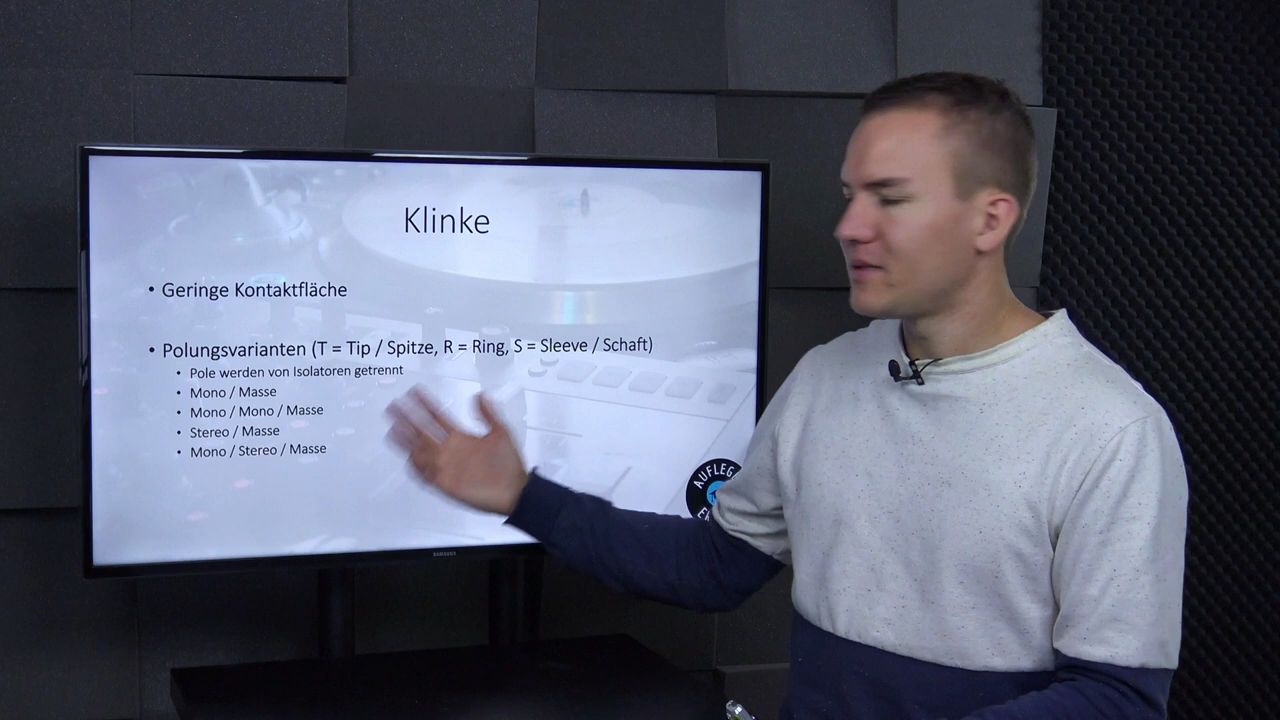 Klinke
• Geringe Kontaktfläche
• Polungsvarianten (T = Tip / Spitze, R = Ring, S = Sleeve / Schaft)
• Pole werden von Isolatoren getrennt
• Mono / Masse
• Mono / Mono / Masse
• Stereo / Masse
• Mono / Stereo / Masse
SAMSUNG